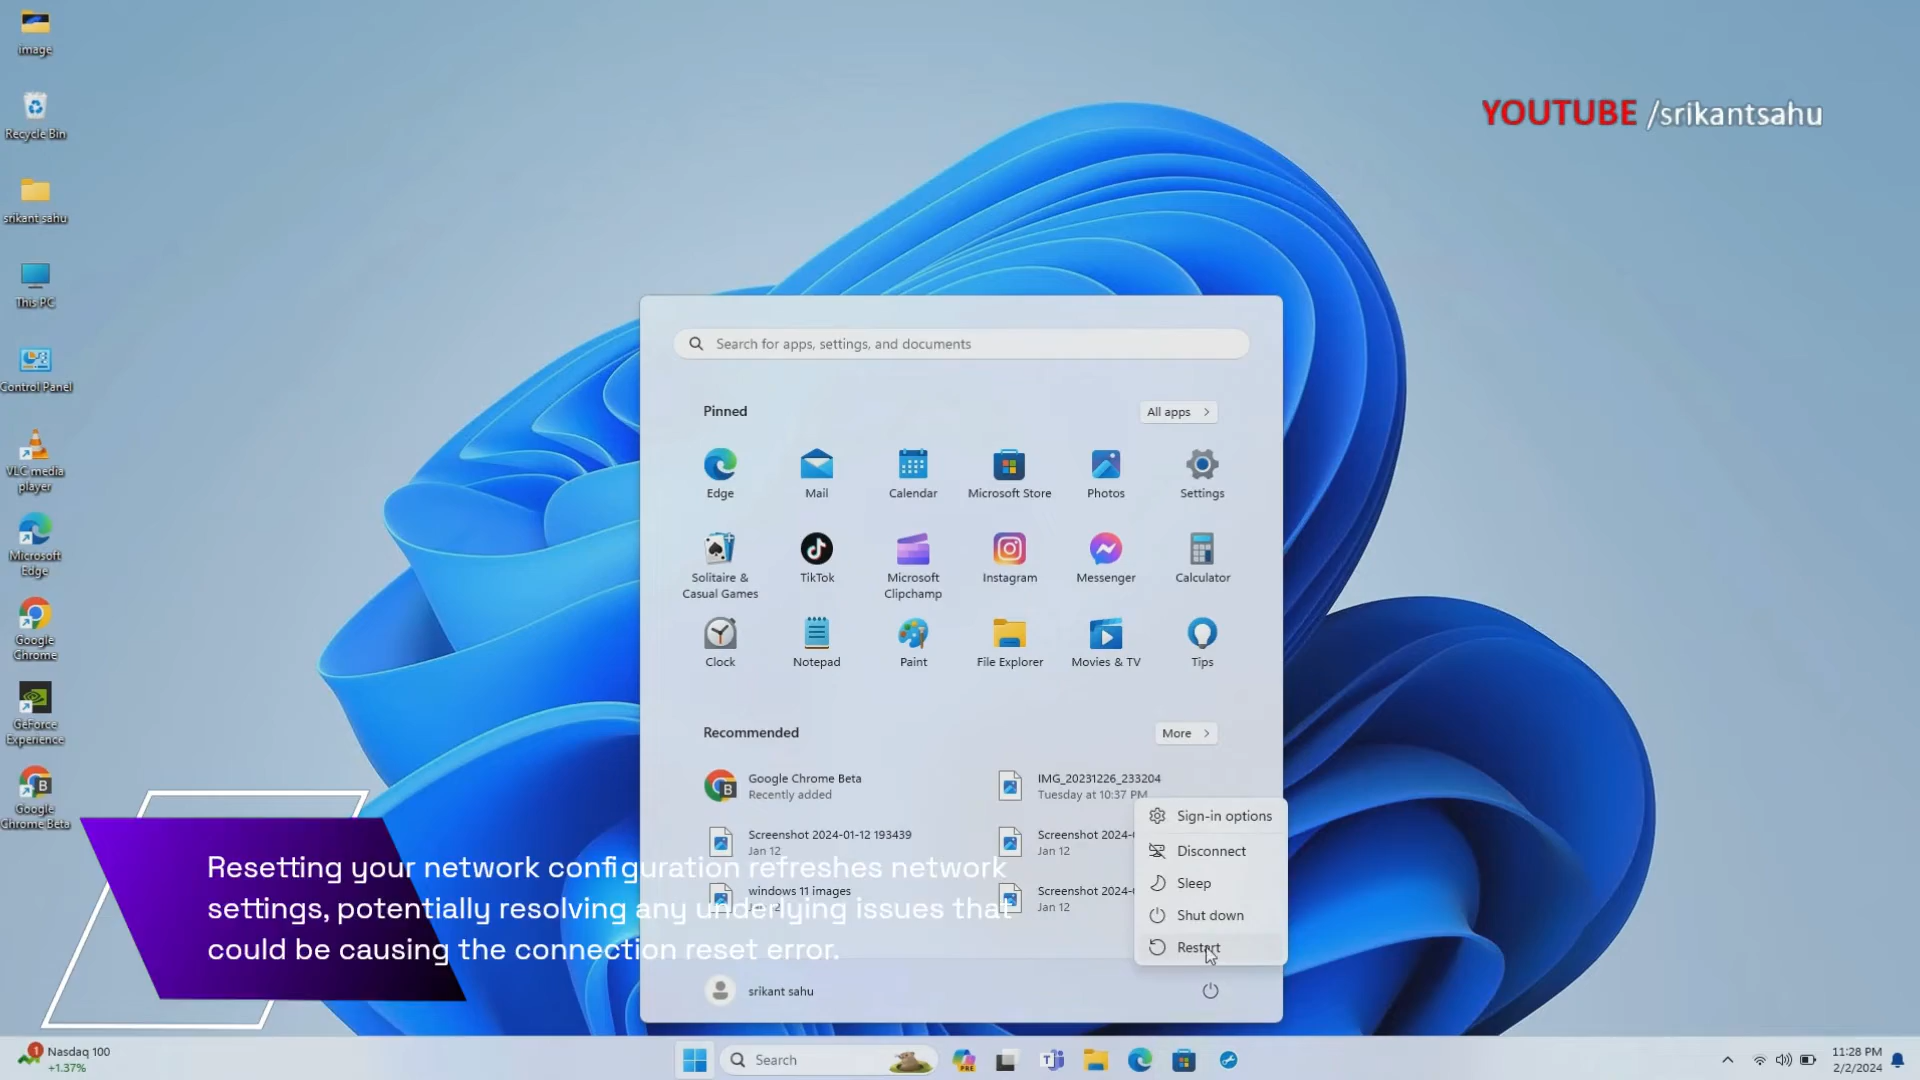 image
Recycle Bin
srikant sahu
This PC
Control Panel
VLC media
player
Microsoft
Edge
Google
Chrome
GeForce
Experience
Google
Chrome Beta
YOUTUBE /srikantsahu
Search for apps, settings, and documents
Pinned
All apps
Edge
Mail
Calendar
Microsoft Store
Photos
Settings
Solitaire &
Casual Games
TikTok
Microsoft
Clipchamp
Instagram
Messenger
Calculator
Clock
Notepad
Paint
File Explorer
Movies & TV
Tips
Recommended
More
Google Chrome Beta
Recently added
IMG_20231226_233204
Tuesday at 10:37 PM
Screenshot 2024-01-12 193439
Jan 12
Screenshot 2024-
Jan 12
windows 11 images
Jan 12
Screenshot 2024-
Jan 12
Sign-in options
Disconnect
Sleep
Shut down
Restart
Resetting your network configuration refreshes network
settings, potentially resolving any underlying issues that
could be causing the connection reset error.
srikant sahu
1
Nasdaq 100
+1.37%
Search
PRE
T
11:28 PM
2/2/2024